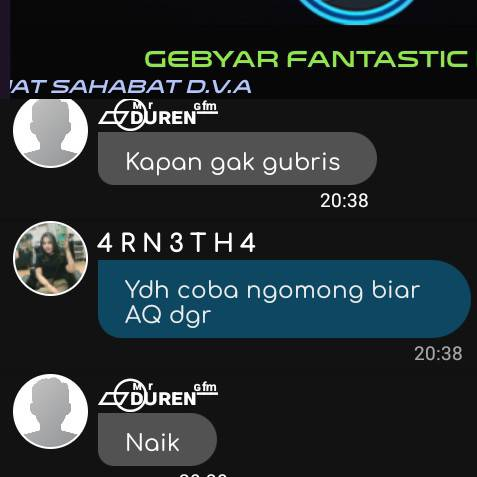 GEBYAR FANTASTIC
AT SAHABAT D.V.A
Mr DUREN Gfm
Kapan gak gubris
20:38
4 R N 3 T H 4
Ydh coba ngomong biar
AQ dgr
20:38
Mr DUREN Gfm
Naik